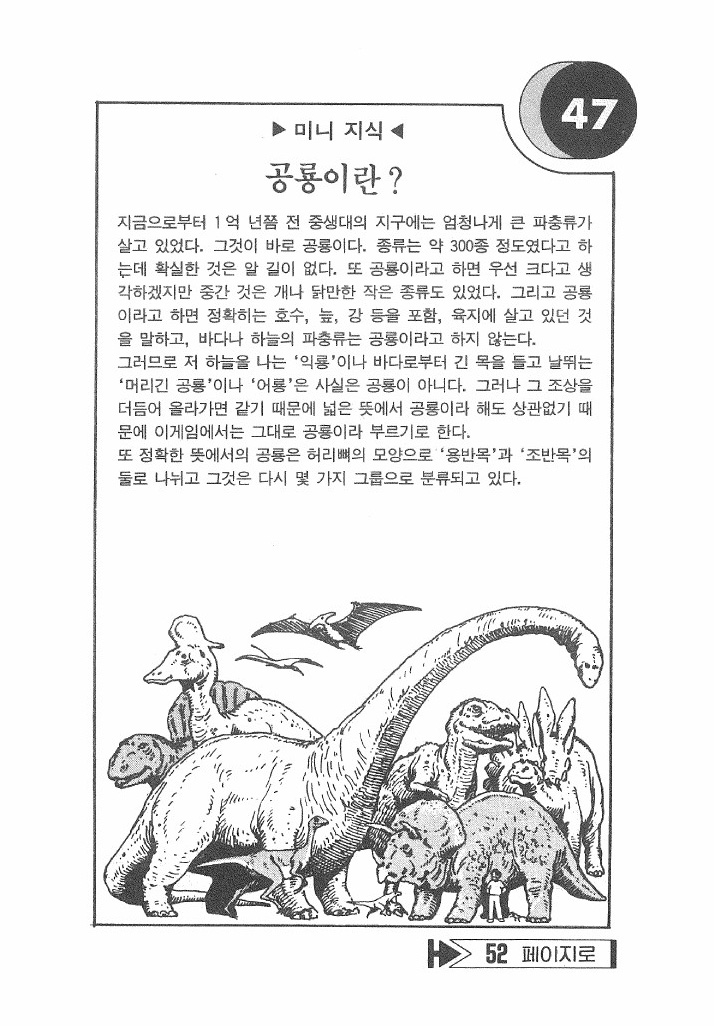 47
▶ 미니 지식 ◀
공룡이란?
지금으로부터 1억 년쯤 전 중생대의 지구에는 엄청나게 큰 파충류가
살고 있었다. 그것이 바로 공룡이다. 종류는 약 300종 정도였다고 하
는데 확실한 것은 알 길이 없다. 또 공룡이라고 하면 우선 크다고 생
각하겠지만 중간 것은 개나 닭만한 작은 종류도 있었다. 그리고 공룡
이라고 하면 정확히는 호수, 늪, 강 등을 포함, 육지에 살고 있던 것
을 말하고, 바다나 하늘의 파충류는 공룡이라고 하지 않는다.
그러므로 저 하늘을 나는 ‘익룡’이나 바다로부터 긴 목을 들고 날뛰는
‘머리긴 공룡’이나 ‘어룡’은 사실은 공룡이 아니다. 그러나 그 조상을
더듬어 올라가면 같기 때문에 넓은 뜻에서 공룡이라 해도 상관없기 때
문에 이게임에서는 그대로 공룡이라 부르기로 한다.
또 정확한 뜻에서의 공룡은 허리뼈의 모양으로 ‘용반목’과 ‘조반목’의
둘로 나뉘고 그것은 다시 몇 가지 그룹으로 분류되고 있다.
52 페이지로